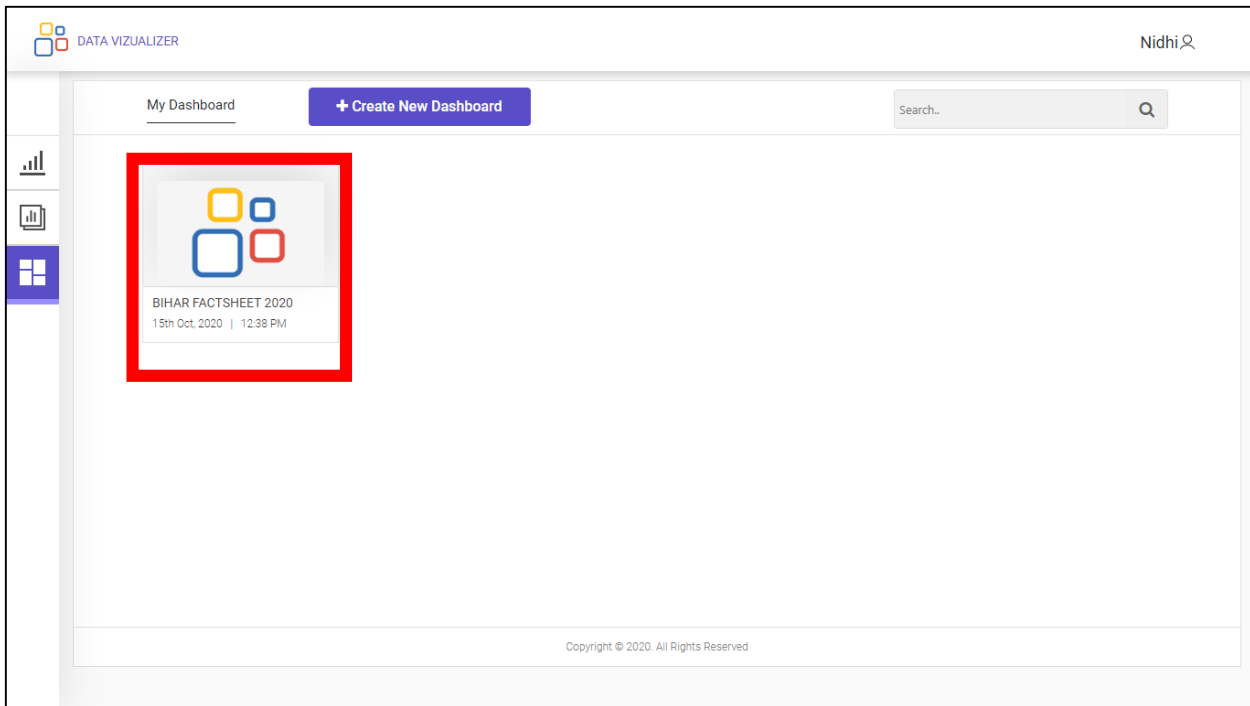 DATA VIZUALIZER
Nidhi
My Dashboard
+ Create New Dashboard
Search..
BIHAR FACTSHEET 2020
15th Oct, 2020 | 12:38 PM
Copyright © 2020. All Rights Reserved